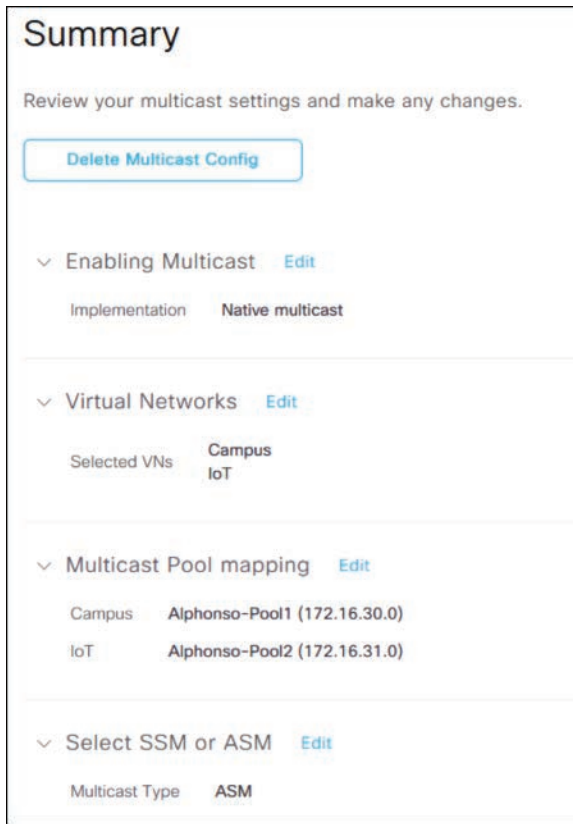 Summary
Review your multicast settings and make any changes.
Delete Multicast Config
Enabling Multicast Edit
Implementation Native multicast
Virtual Networks Edit
Selected VNs Campus
IoT
Multicast Pool mapping Edit
Campus Alphonso-Pool1 (172.16.30.0)
IoT Alphonso-Pool2 (172.16.31.0)
Select SSM or ASM Edit
Multicast Type ASM